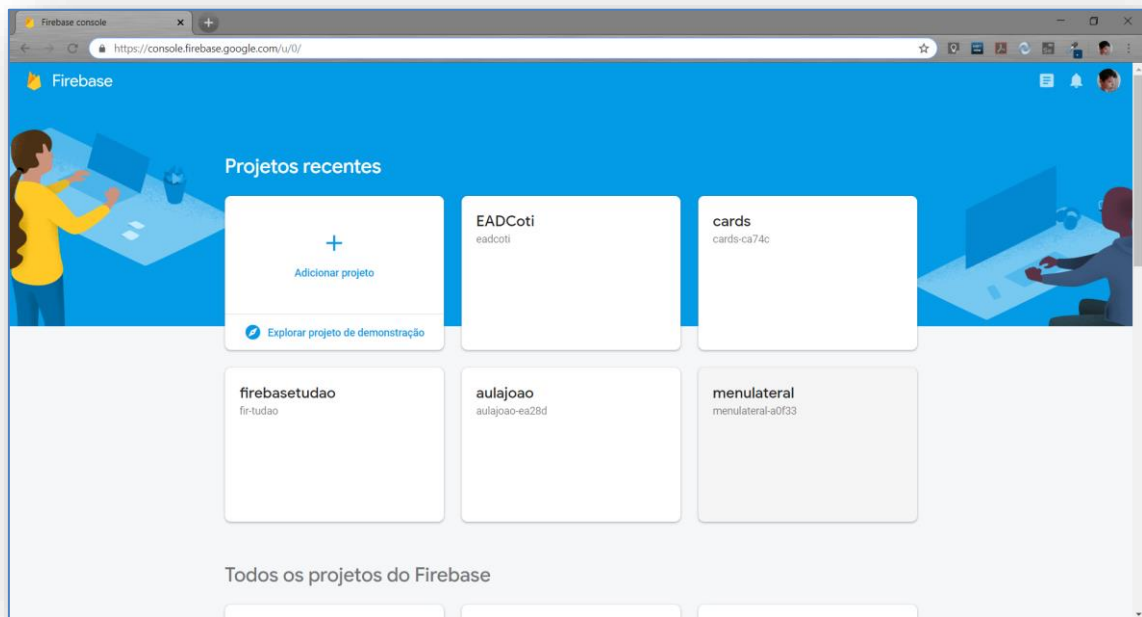 Firebase console
https://console.firebase.google.com/u/0/
Firebase
Projetos recentes
Adicionar projeto
Explorar projeto de demonstração
EADCoti
eadcoti
cards
cards-ca74c
firebasetudao
fir-tudao
aulajoao
aulajoao-ea28d
menulateral
menulateral-a0f33
Todos os projetos do Firebase